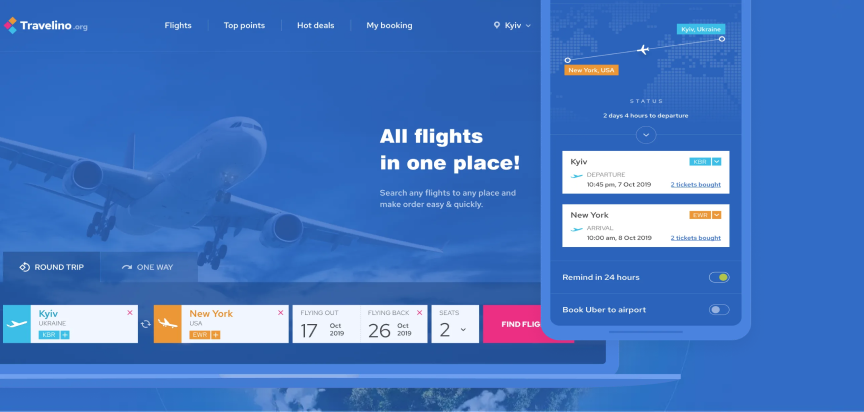 Travelino.org
Flights
Top points
Hot deals
My booking
Kyiv
All flights
in one place!
Search any flights to any place and
make order easy & quickly.
ROUND TRIP
ONE WAY
Kyiv
UKRAINE
KBR +
New York
USA
EWR +
FLYING OUT
17 Oct
2019
FLYING BACK
26 Oct
2019
SEATS
2
Kyiv, Ukraine
New York, USA
STATUS
2 days 4 hours to departure
Kyiv
KBR
DEPARTURE
10:45 pm, 7 Oct 2019
2 tickets bought
New York
EWR
ARRIVAL
10:00 am, 8 Oct 2019
2 tickets bought
Remind in 24 hours
Book Uber to airport